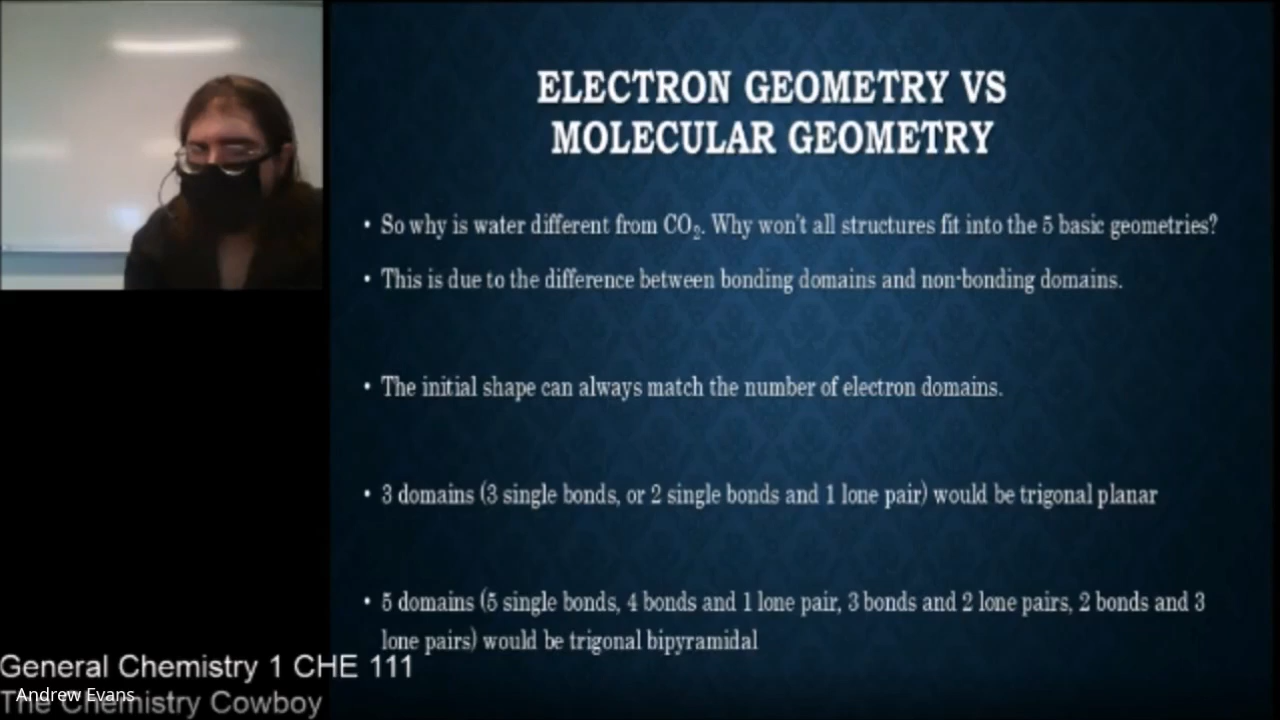 ELECTRON GEOMETRY VS
MOLECULAR GEOMETRY
• So why is water different from CO₂. Why won't all structures fit into the 5 basic geometries?
• This is due to the difference between bonding domains and non-bonding domains.
• The initial shape can always match the number of electron domains.
• 3 domains (3 single bonds, or 2 single bonds and 1 lone pair) would be trigonal planar
• 5 domains (5 single bonds, 4 bonds and 1 lone pair, 3 bonds and 2 lone pairs, 2 bonds and 3
lone pairs) would be trigonal bipyramidal
General Chemistry 1 CHE 111
Andrew Evans
The Chemistry Cowboy